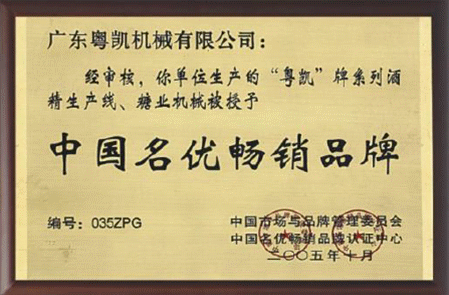 广东粤凯机械有限公司：
经审核，你单位生产的“粤凯”牌系列酒
精生产线、糖业机械被授予
中国名优畅销品牌
编号：035ZPG
中国市场与品牌管理委员会
中国名优畅销品牌认证中心
二〇〇五年十月